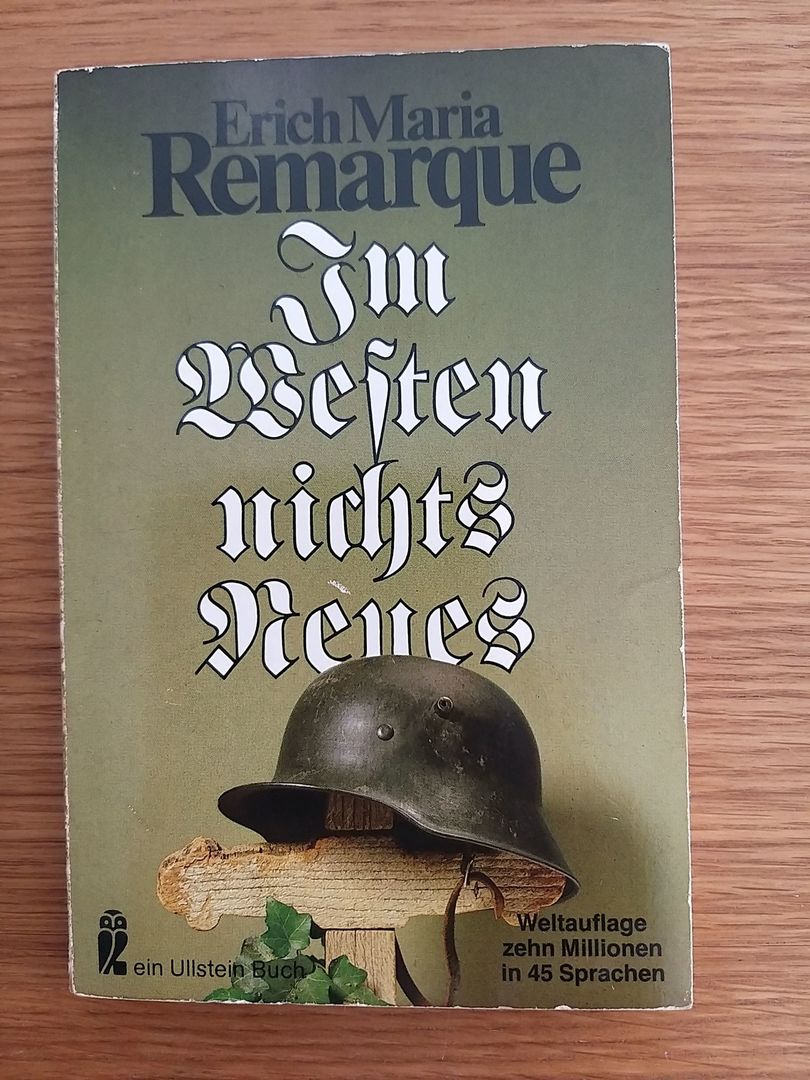 Erich Maria
Remarque
Im
Weſten
nichts
Neues
ein Ullstein Buch
Weltauflage
zehn Millionen
in 45 Sprachen